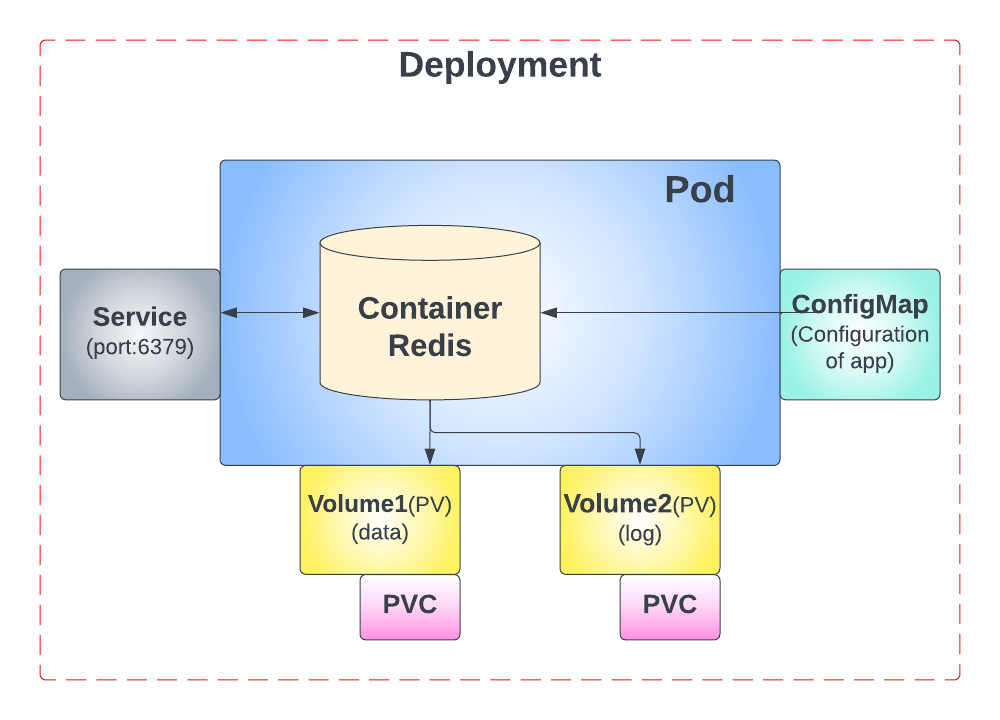 Deployment
Pod
Service
(port:6379)
Container
Redis
ConfigMap
(Configuration
of app)
Volume1(PV)
(data)
Volume2(PV)
(log)
PVC
PVC